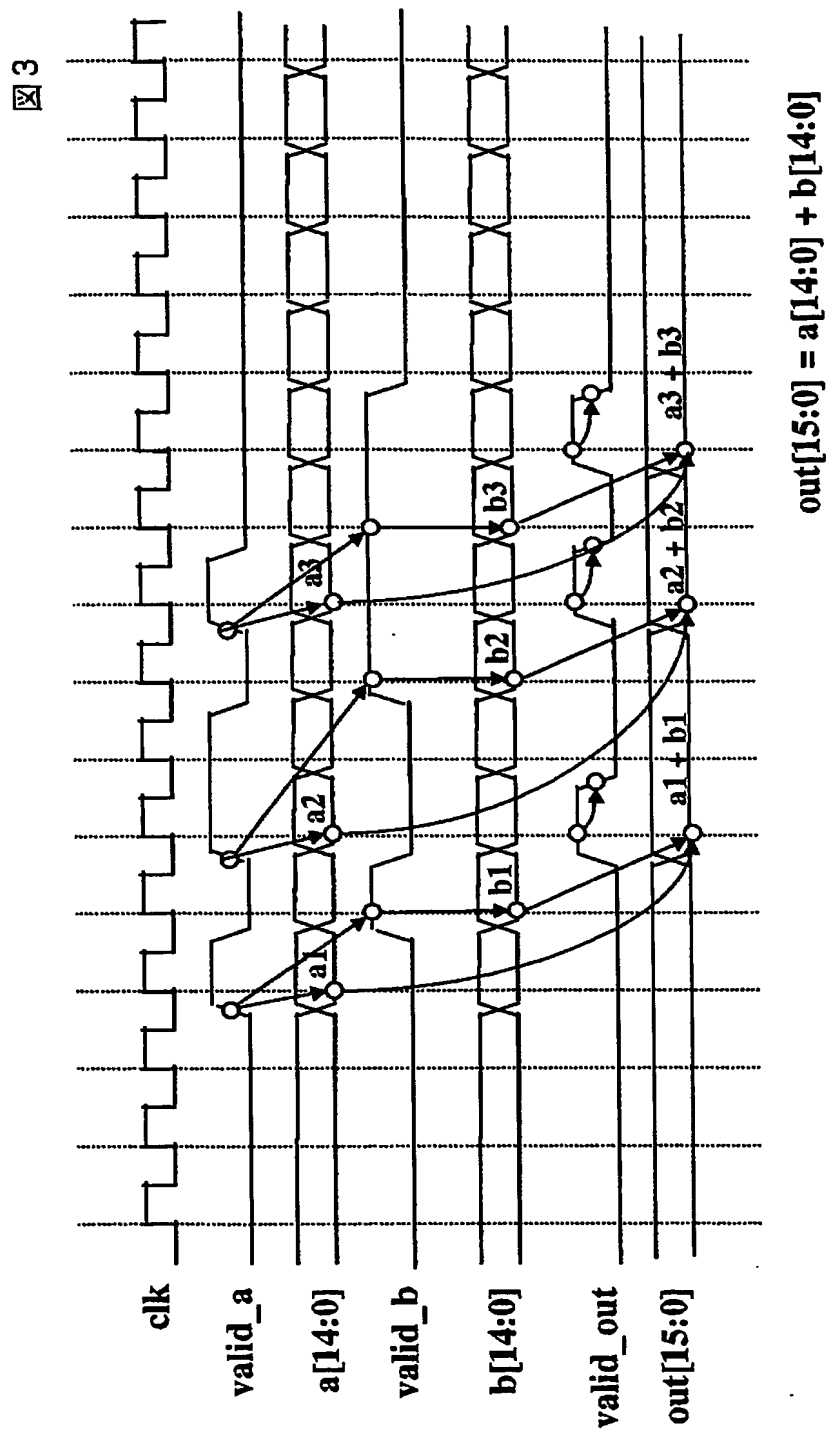 図3
clk
valid_a
a1
a2
a3
a[14:0]
valid_b
b1
b2
b3
b[14:0]
valid_out
a1 + b1
a2 + b2
a3 + b3
out[15:0]
out[15:0] = a[14:0] + b[14:0]